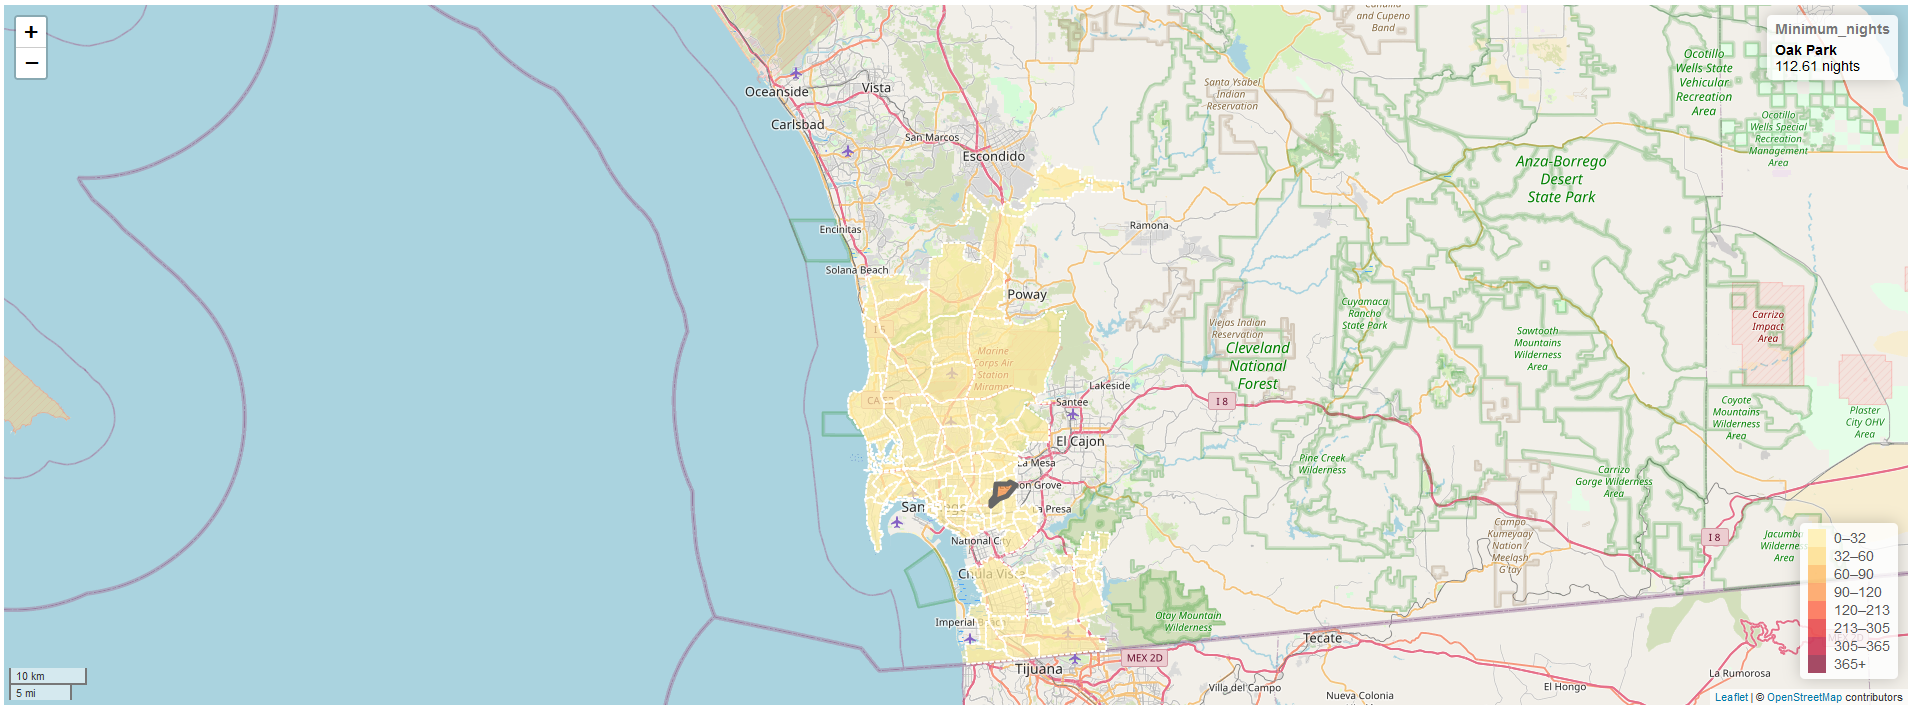 +
−
Minimum_nights
Oak Park
112.61 nights
and Cupeno
Band
Ocotillo
Wells State
Vehicular
Recreation
Area
Santa Ysabel
Indian
Reservation
Oceanside
Vista
Carlsbad
San Marcos
Escondido
Ocotillo
Wells Special
Recreation
Management
Area
Anza-Borrego
Desert
State Park
Encinitas
Ramona
Solana Beach
Poway
Cuyamaca
Rancho
State Park
Viejas Indian
Reservation
Cleveland
National
Forest
Sawtooth
Mountains
Wilderness
Area
Carrizo
Impact
Area
I 5
Marine
Corps Air
Station
Miramar
Lakeside
Santee
I 8
Coyote
Mountains
Wilderness
Area
Plaster
City OHV
Area
El Cajon
La Mesa
Pine Creek
Wilderness
Carrizo
Gorge Wilderness
Area
on Grove
San Diego
La Presa
National City
Campo
Kumeyaay
Nation /
Meelqsh
G'tay
I 8
Jacumba
Wilderness
Area
Chula Vista
Imperial Beach
Otay Mountain
Wilderness
Tecate
Tijuana
MEX 2D
La Rumorosa
Villa del Campo
Nueva Colonia
El Hongo
0–32
32–60
60–90
90–120
120–213
213–305
305–365
365+
10 km
5 mi
Leaflet | © OpenStreetMap contributors